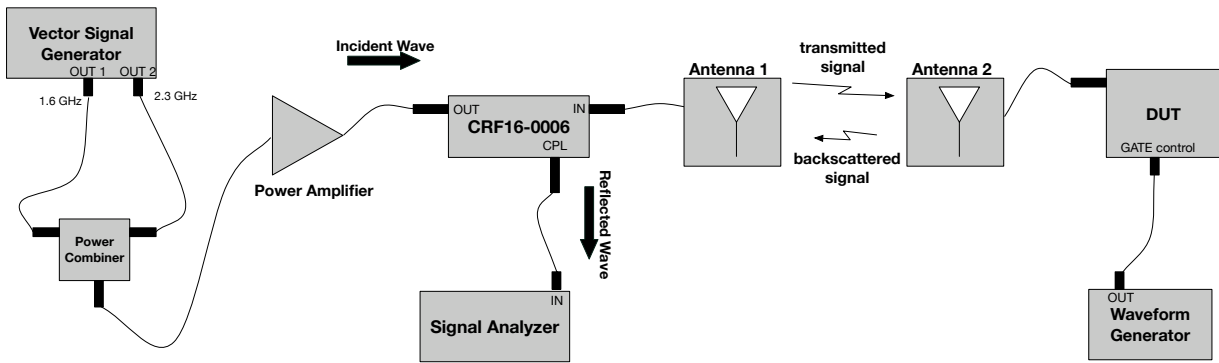 Vector Signal
Generator
OUT 1 OUT 2
1.6 GHz
2.3 GHz
Power
Combiner
Power Amplifier
Incident Wave
OUT
IN
CRF16-0006
CPL
Reflected Wave
IN
Signal Analyzer
Antenna 1
transmitted
signal
backscattered
signal
Antenna 2
DUT
GATE control
OUT
Waveform
Generator